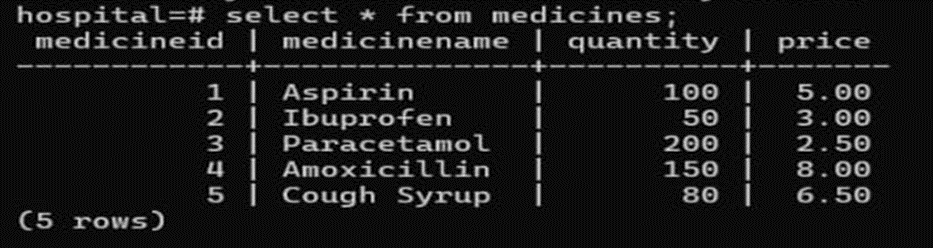 hospital=# select * from medicines;
 medicineid | medicinename | quantity | price
------------+--------------+----------+-------
          1 | Aspirin      |      100 |  5.00
          2 | Ibuprofen    |       50 |  3.00
          3 | Paracetamol  |      200 |  2.50
          4 | Amoxicillin  |      150 |  8.00
          5 | Cough Syrup  |       80 |  6.50
(5 rows)